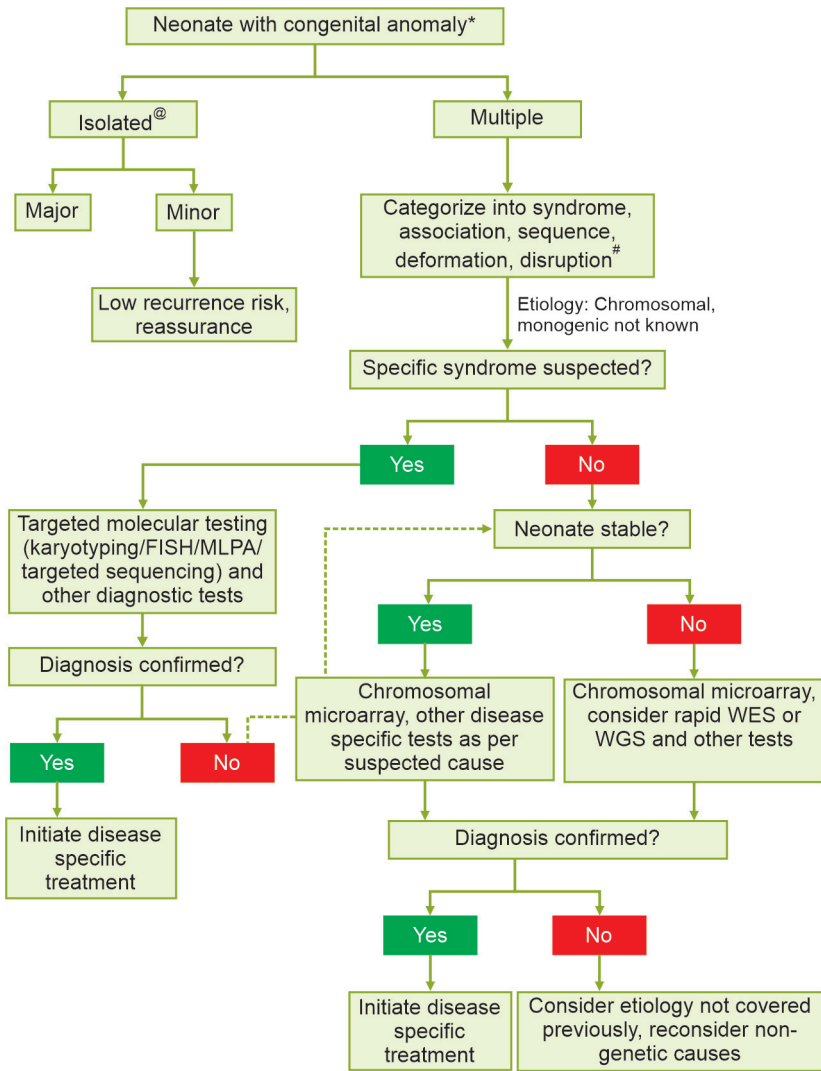 Neonate with congenital anomaly*
Isolated@
Multiple
Major
Minor
Categorize into syndrome,
association, sequence,
deformation, disruption#
Low recurrence risk,
reassurance
Etiology: Chromosomal,
monogenic not known
Specific syndrome suspected?
Yes
No
Targeted molecular testing
(karyotyping/FISH/MLPA/
targeted sequencing) and
other diagnostic tests
Neonate stable?
Yes
No
Diagnosis confirmed?
Chromosomal
microarray, other disease
specific tests as per
suspected cause
Chromosomal microarray,
consider rapid WES or
WGS and other tests
Yes
No
Initiate disease
specific
treatment
Diagnosis confirmed?
Yes
No
Initiate disease
specific
treatment
Consider etiology not covered
previously, reconsider non-
genetic causes